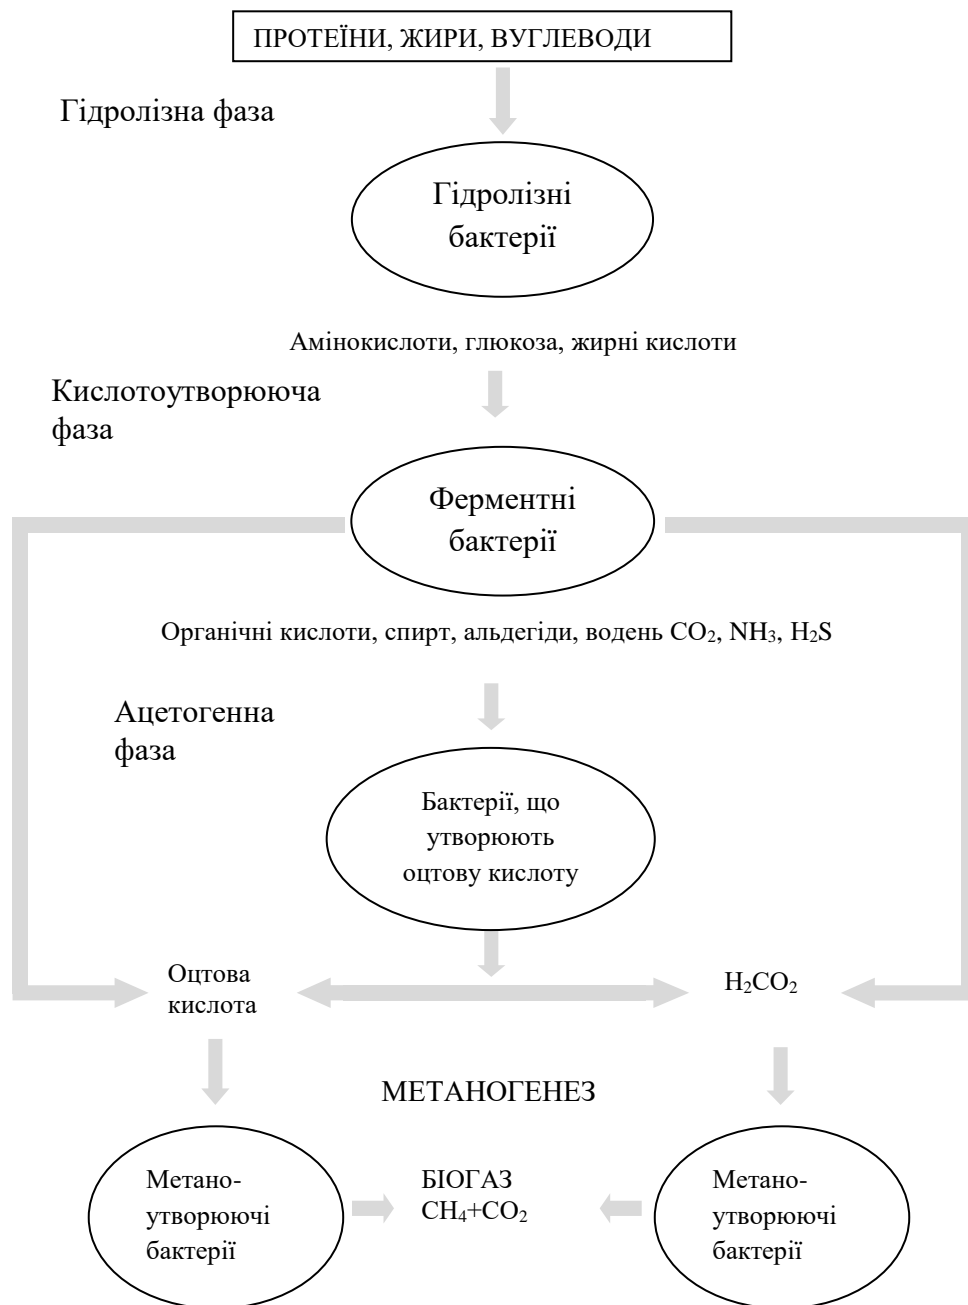 ПРОТЕЇНИ, ЖИРИ, ВУГЛЕВОДИ
Гідролізна фаза
Гідролізні
бактерії
Амінокислоти, глюкоза, жирні кислоти
Кислотоутворююча
фаза
Ферментні
бактерії
Органічні кислоти, спирт, альдегіди, водень CO₂, NH₃, H₂S
Ацетогенна
фаза
Бактерії, що
утворюють
оцтову кислоту
Оцтова
кислота
H₂CO₂
МЕТАНОГЕНЕЗ
Метано-
утворюючі
бактерії
БІОГАЗ
CH₄+CO₂
Метано-
утворюючі
бактерії